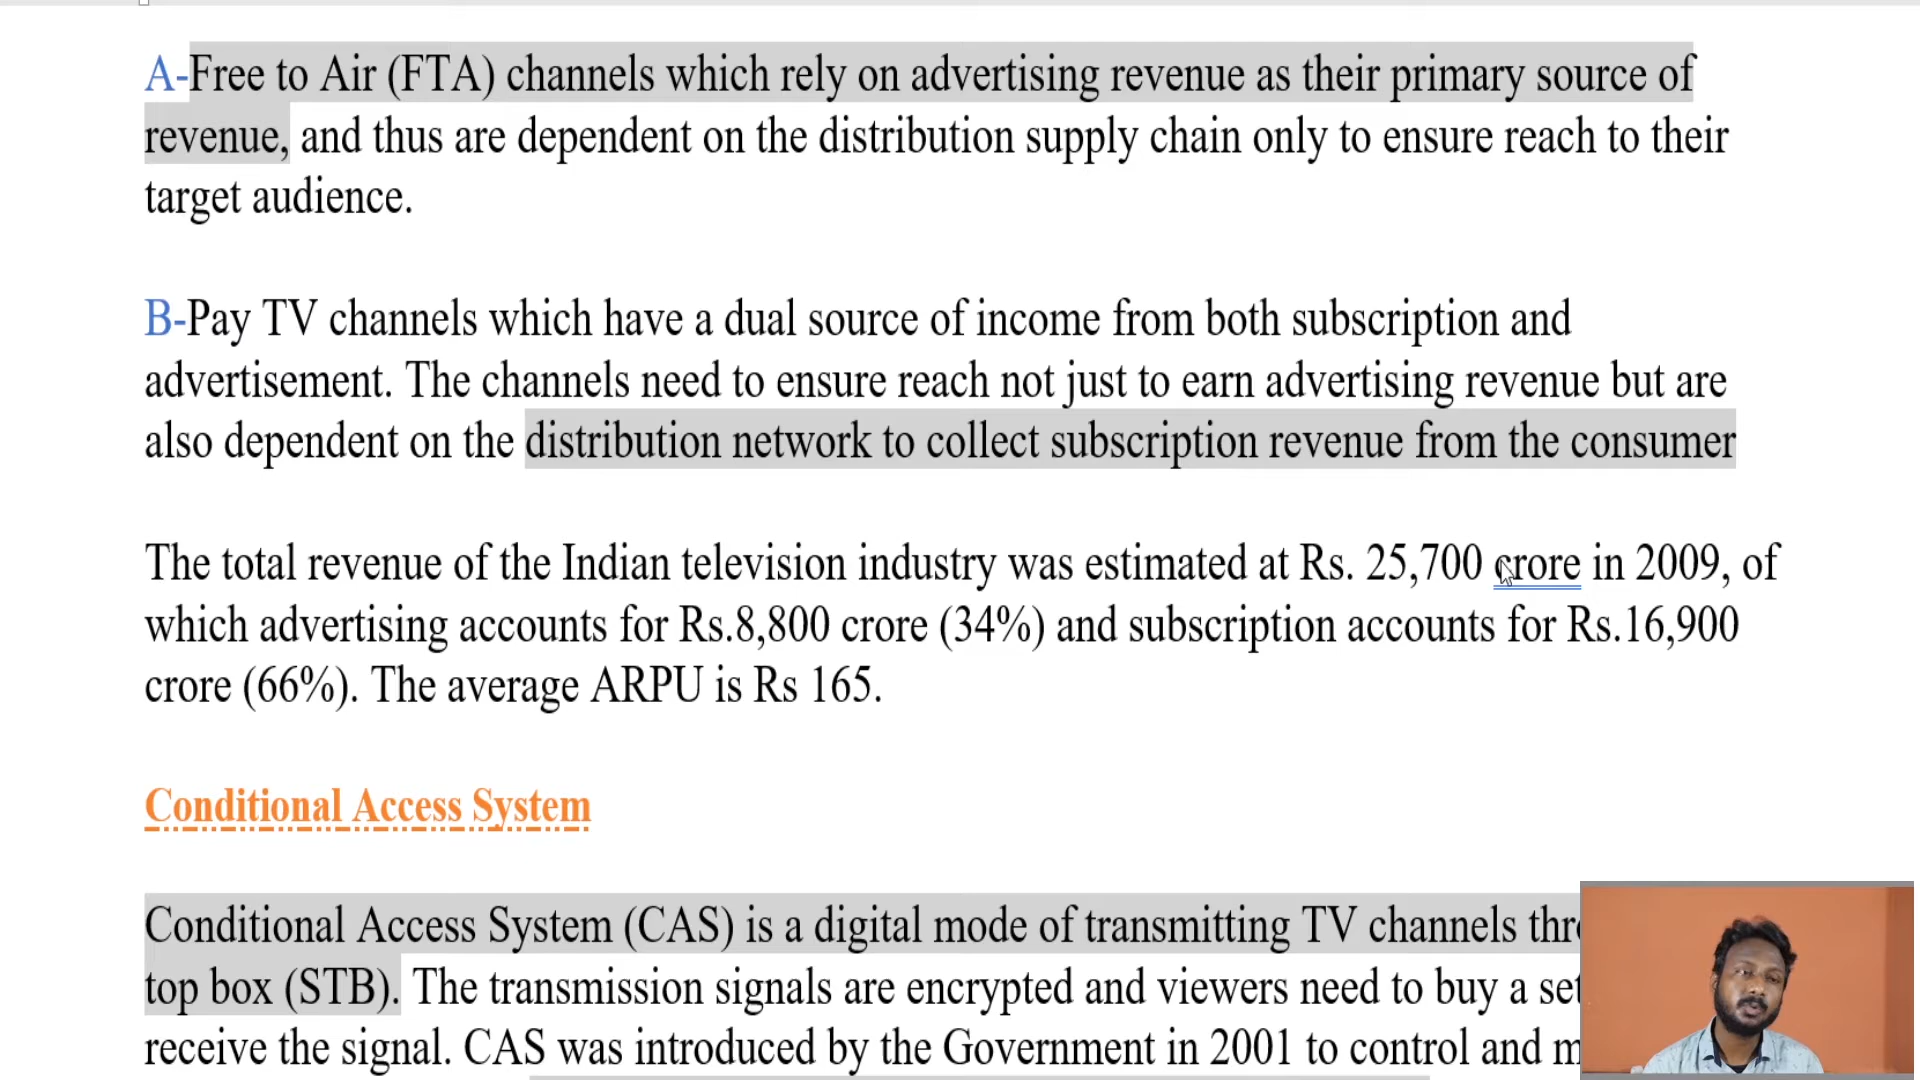 A-Free to Air (FTA) channels which rely on advertising revenue as their primary source of
revenue, and thus are dependent on the distribution supply chain only to ensure reach to their
target audience.
B-Pay TV channels which have a dual source of income from both subscription and
advertisement. The channels need to ensure reach not just to earn advertising revenue but are
also dependent on the distribution network to collect subscription revenue from the consumer
The total revenue of the Indian television industry was estimated at Rs. 25,700 crore in 2009, of
which advertising accounts for Rs.8,800 crore (34%) and subscription accounts for Rs.16,900
crore (66%). The average ARPU is Rs 165.
Conditional Access System
Conditional Access System (CAS) is a digital mode of transmitting TV channels
top box (STB). The transmission signals are encrypted and viewers need to buy a set
receive the signal. CAS was introduced by the Government in 2001 to control and